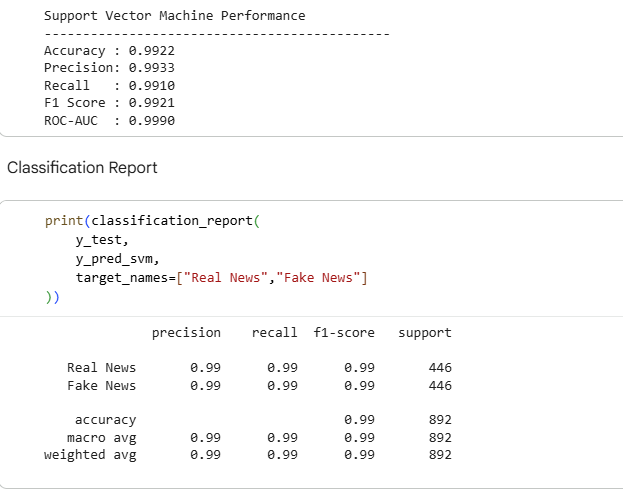 Support Vector Machine Performance
--------------------------------------------
Accuracy : 0.9922
Precision: 0.9933
Recall   : 0.9910
F1 Score : 0.9921
ROC-AUC  : 0.9990
Classification Report
print(classification_report(
    y_test,
    y_pred_svm,
    target_names=["Real News","Fake News"]
))
              precision    recall  f1-score   support
   Real News       0.99      0.99      0.99       446
   Fake News       0.99      0.99      0.99       446
    accuracy                           0.99       892
   macro avg       0.99      0.99      0.99       892
weighted avg       0.99      0.99      0.99       892